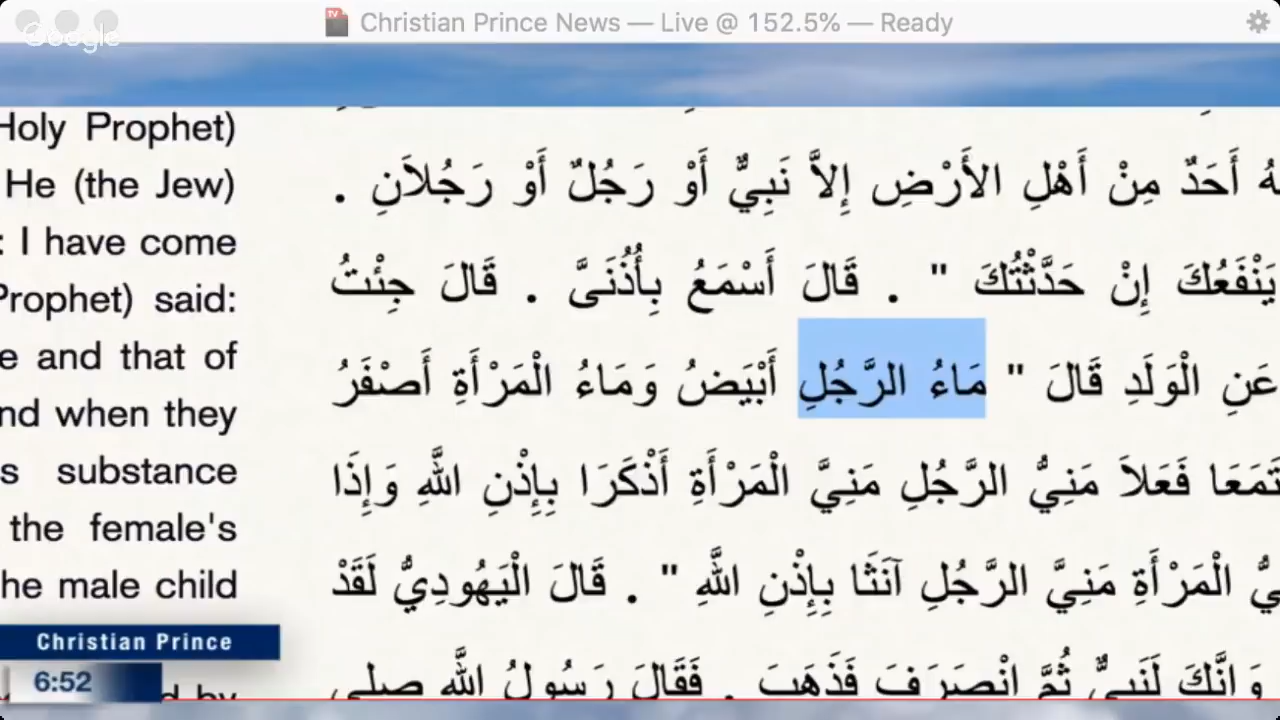 Christian Prince News — Live @ 152.5% — Ready
Google
Holy Prophet)
He (the Jew)
: I have come
Prophet) said:
e and that of
nd when they
s substance
the female's
he male child
d by
هُ أَحَدٌ مِنْ أَهْلِ الأَرْضِ إِلاَّ نَبِيٌّ أَوْ رَجُلٌ أَوْ رَجُلاَنِ .
يَنْفَعُكَ إِنْ حَدَّثْتُكَ " . قَالَ أَسْمَعُ بِأُذُنَىَّ . قَالَ جِئْتُ
عَنِ الْوَلَدِ قَالَ " مَاءُ الرَّجُلِ أَبْيَضُ وَمَاءُ الْمَرْأَةِ أَصْفَرُ
تَمَعَا فَعَلاَ مَنِيُّ الرَّجُلِ مَنِيَّ الْمَرْأَةِ أَذْكَرَا بِإِذْنِ اللَّهِ وَإِذَا
يُّ الْمَرْأَةِ مَنِيَّ الرَّجُلِ آنَثَا بِإِذْنِ اللَّهِ " . قَالَ الْيَهُودِيُّ لَقَدْ
وَإِنَّكَ لَنَبِيٌّ ثُمَّ انْصَرَفَ فَذَهَبَ . فَقَالَ رَسُولُ اللَّهِ صلى
Christian Prince
6:52